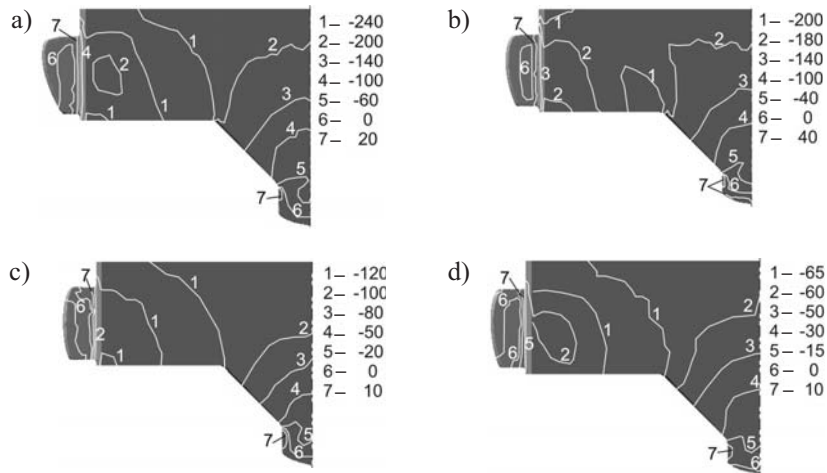 a)
1 – -240
2 – -200
3 – -140
4 – -100
5 – -60
6 – 0
7 – 20
7
4
1
2
6
2
1
3
1
4
5
7
6
b)
1 – -200
2 – -180
3 – -140
4 – -100
5 – -40
6 – 0
7 – 40
7
1
2
2
6
3
1
3
2
4
5
7
6
c)
1 – -120
2 – -100
3 – -80
4 – -50
5 – -20
6 – 0
7 – 10
7
6
1
1
2
2
3
1
4
7
5
6
d)
1 – -65
2 – -60
3 – -50
4 – -30
5 – -15
6 – 0
7 – 10
7
6
1
1
2
5
2
3
6
4
7
5
6